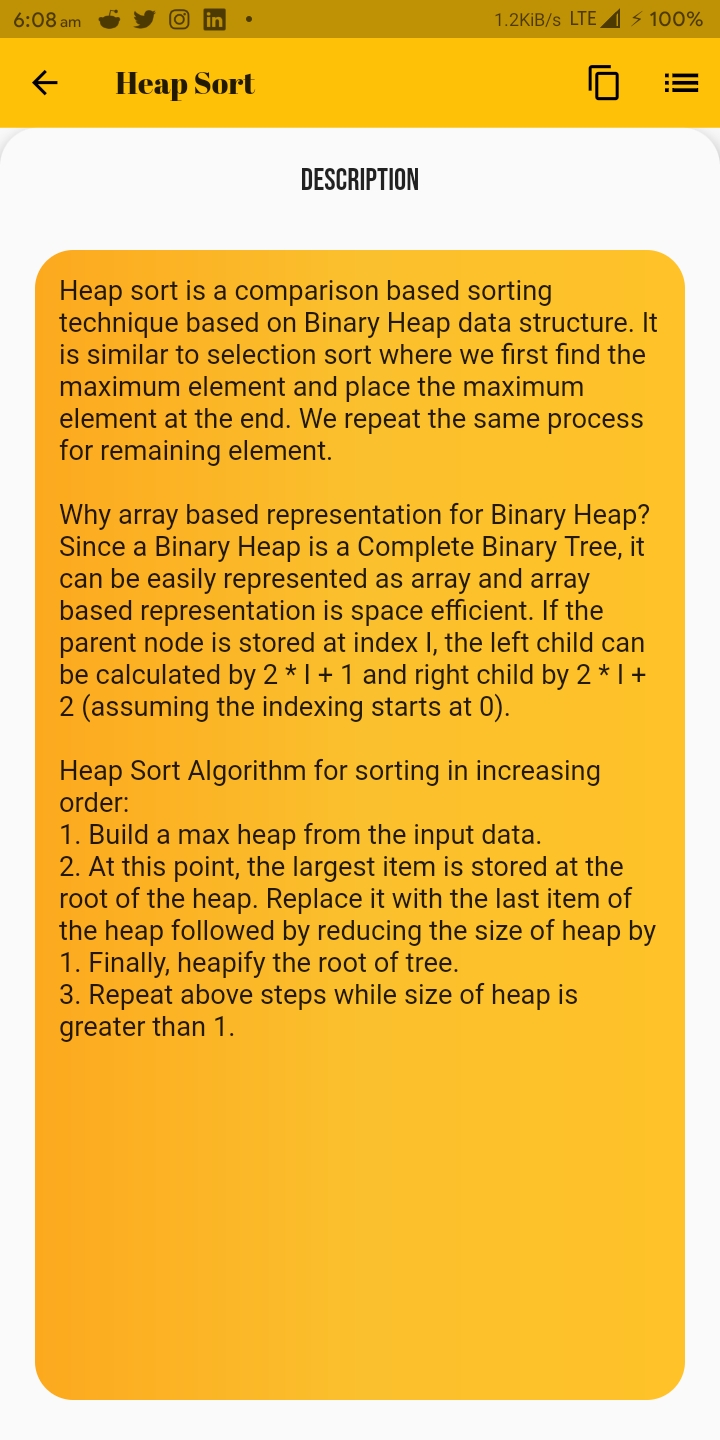 6:08 am
1.2KiB/s LTE 100%
Heap Sort
DESCRIPTION
Heap sort is a comparison based sorting
technique based on Binary Heap data structure. It
is similar to selection sort where we first find the
maximum element and place the maximum
element at the end. We repeat the same process
for remaining element.
Why array based representation for Binary Heap?
Since a Binary Heap is a Complete Binary Tree, it
can be easily represented as array and array
based representation is space efficient. If the
parent node is stored at index I, the left child can
be calculated by 2 * I + 1 and right child by 2 * I +
2 (assuming the indexing starts at 0).
Heap Sort Algorithm for sorting in increasing
order:
1. Build a max heap from the input data.
2. At this point, the largest item is stored at the
root of the heap. Replace it with the last item of
the heap followed by reducing the size of heap by
1. Finally, heapify the root of tree.
3. Repeat above steps while size of heap is
greater than 1.